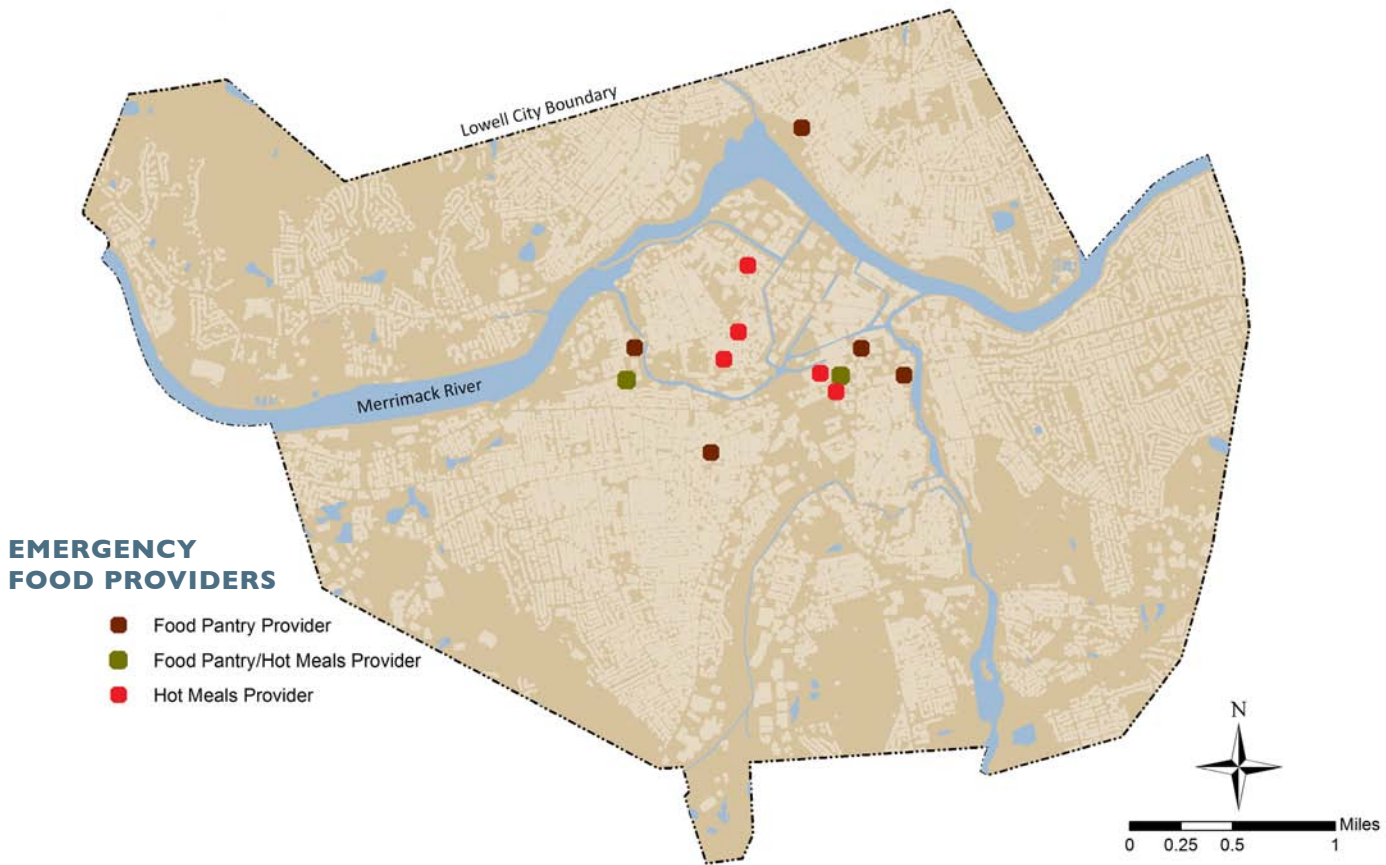 Lowell City Boundary
Merrimack River
EMERGENCY
FOOD PROVIDERS
Food Pantry Provider
Food Pantry/Hot Meals Provider
Hot Meals Provider
N
Miles
0 0.25 0.5 1